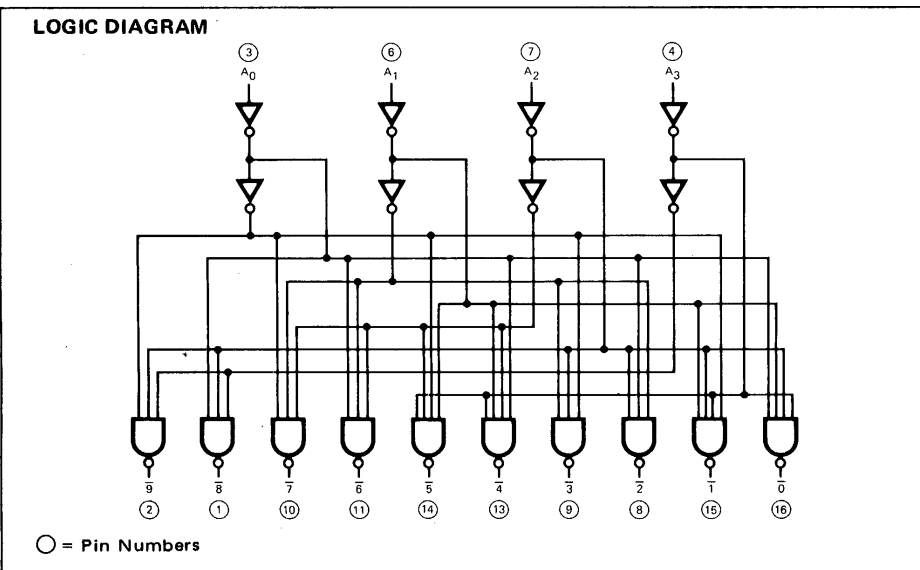 LOGIC DIAGRAM
3 6 7 4
A0 A1 A2 A3
9̅ 8̅ 7̅ 6̅ 5̅ 4̅ 3̅ 2̅ 1̅ 0̅
2 1 10 11 14 13 9 8 15 16
= Pin Numbers